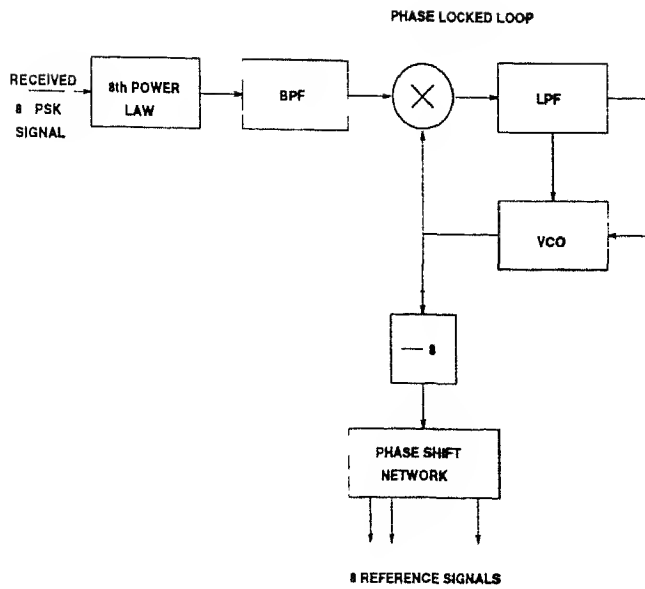 PHASE LOCKED LOOP
RECEIVED
8 PSK
SIGNAL
8th POWER
LAW
BPF
LPF
VCO
— 8
PHASE SHIFT
NETWORK
8 REFERENCE SIGNALS